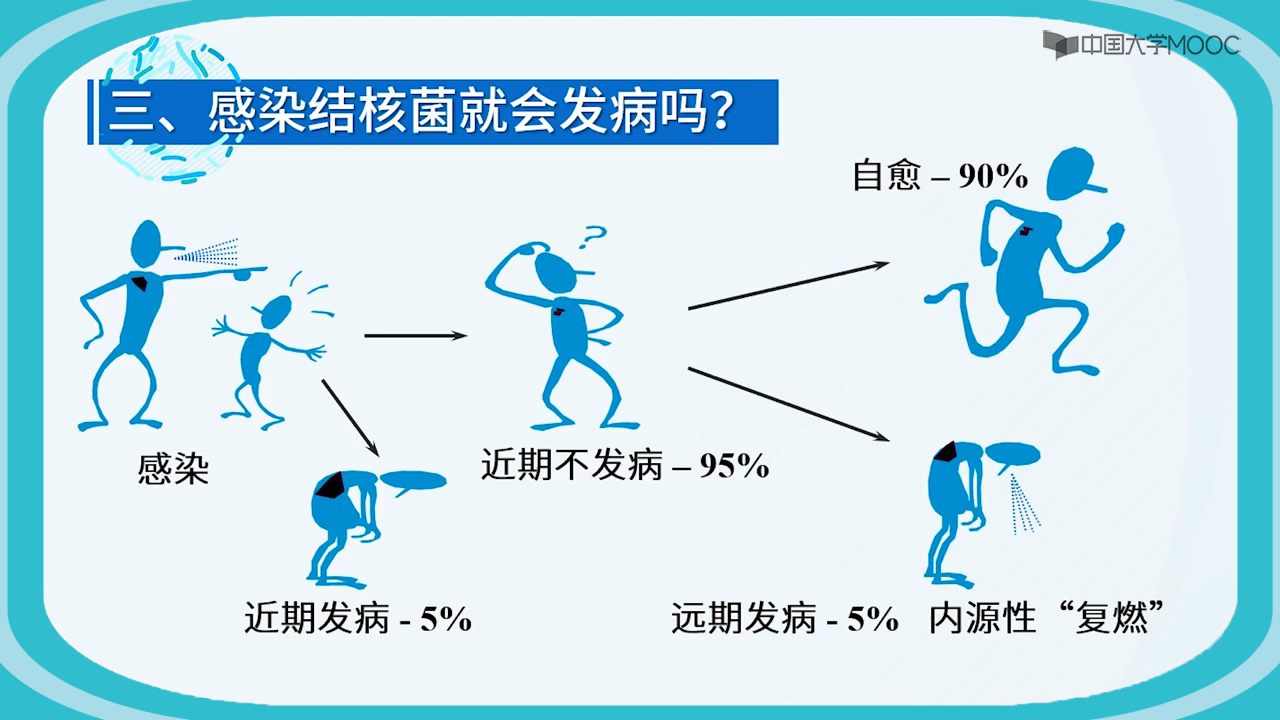 中国大学MOOC
三、感染结核菌就会发病吗？
自愈 – 90%
?
感染
近期不发病 – 95%
近期发病 - 5%
远期发病 - 5% 内源性“复燃”